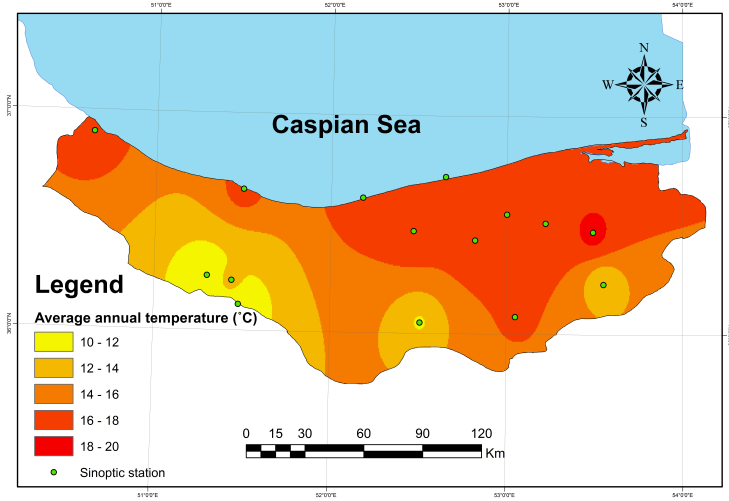 51°0'0"E 52°0'0"E 53°0'0"E 54°0'0"E
N
W E
S
37°0'0"N
Caspian Sea
Legend
Average annual temperature (˚C)
36°0'0"N
10 - 12
12 - 14
14 - 16
16 - 18
18 - 20
Sinoptic station
0 15 30 60 90 120
Km
51°0'0"E 52°0'0"E 53°0'0"E 54°0'0"E